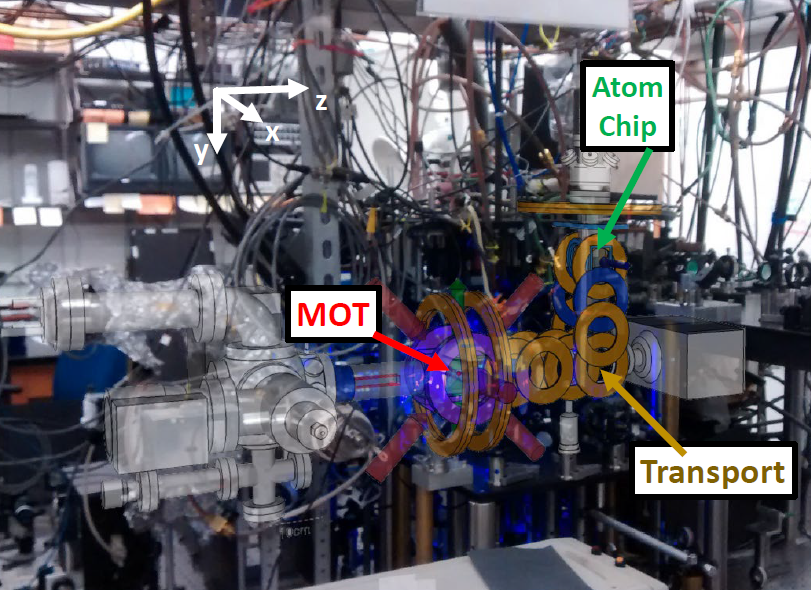 Atom
Chip
z
x
y
MOT
Transport